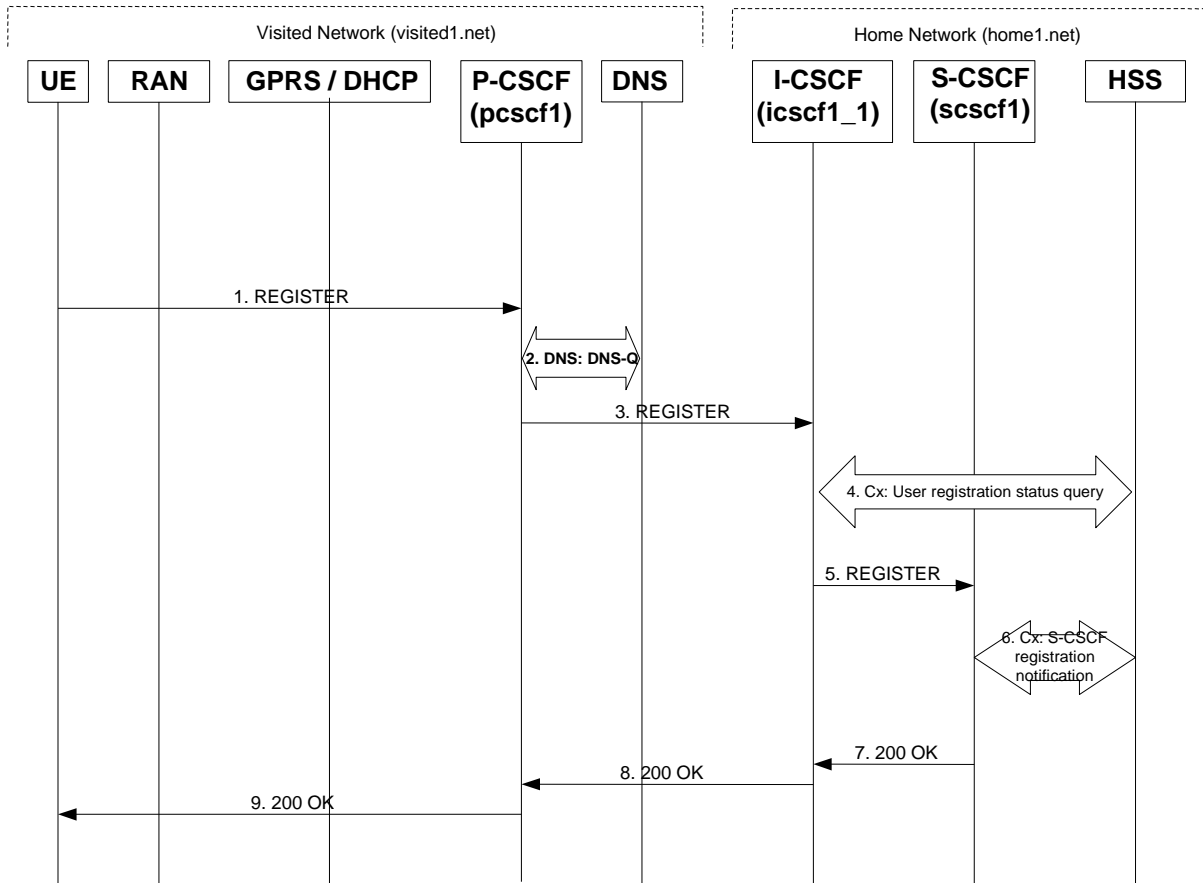 Visited Network (visited1.net)
Home Network (home1.net)
UE
RAN
GPRS / DHCP
P-CSCF
(pcscf1)
DNS
I-CSCF
(icscf1_1)
S-CSCF
(scscf1)
HSS
1. REGISTER
2. DNS: DNS-Q
3. REGISTER
4. Cx: User registration status query
5. REGISTER
6. Cx: S-CSCF
registration
notification
7. 200 OK
8. 200 OK
9. 200 OK